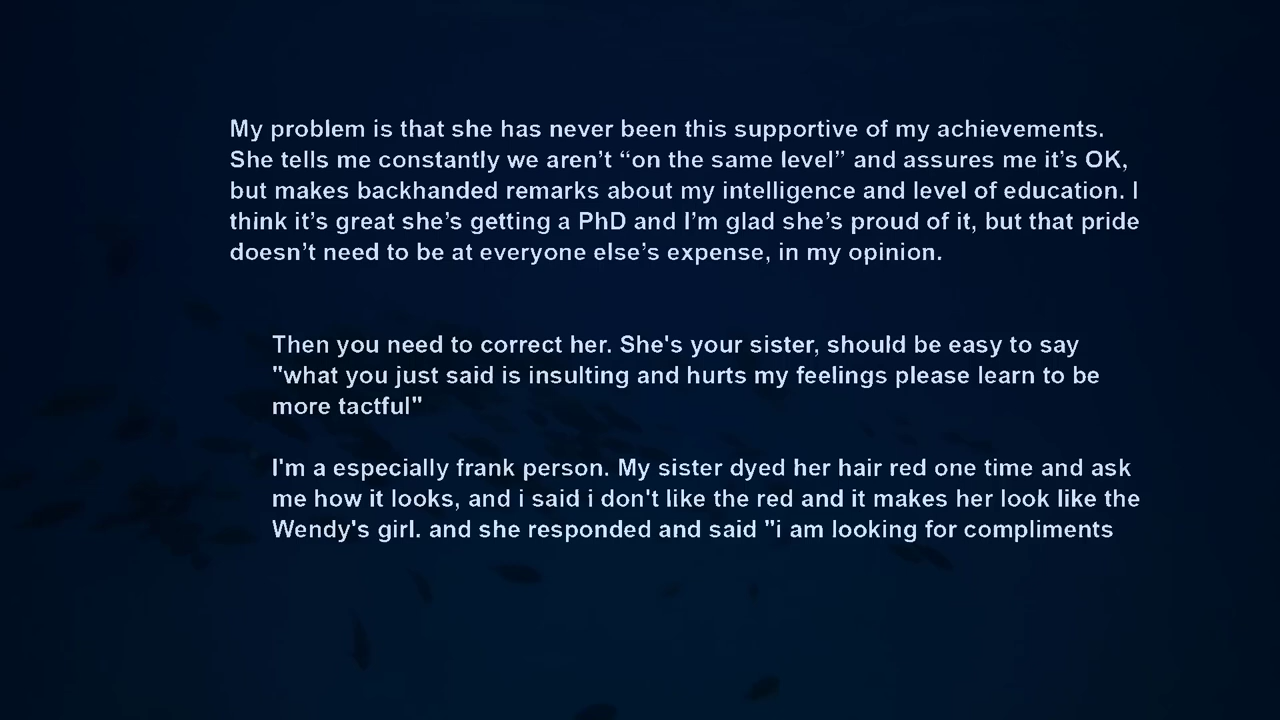 My problem is that she has never been this supportive of my achievements.
She tells me constantly we aren’t “on the same level” and assures me it’s OK,
but makes backhanded remarks about my intelligence and level of education. I
think it’s great she’s getting a PhD and I’m glad she’s proud of it, but that pride
doesn’t need to be at everyone else’s expense, in my opinion.
Then you need to correct her. She's your sister, should be easy to say
"what you just said is insulting and hurts my feelings please learn to be
more tactful"
I'm a especially frank person. My sister dyed her hair red one time and ask
me how it looks, and i said i don't like the red and it makes her look like the
Wendy's girl. and she responded and said "i am looking for compliments